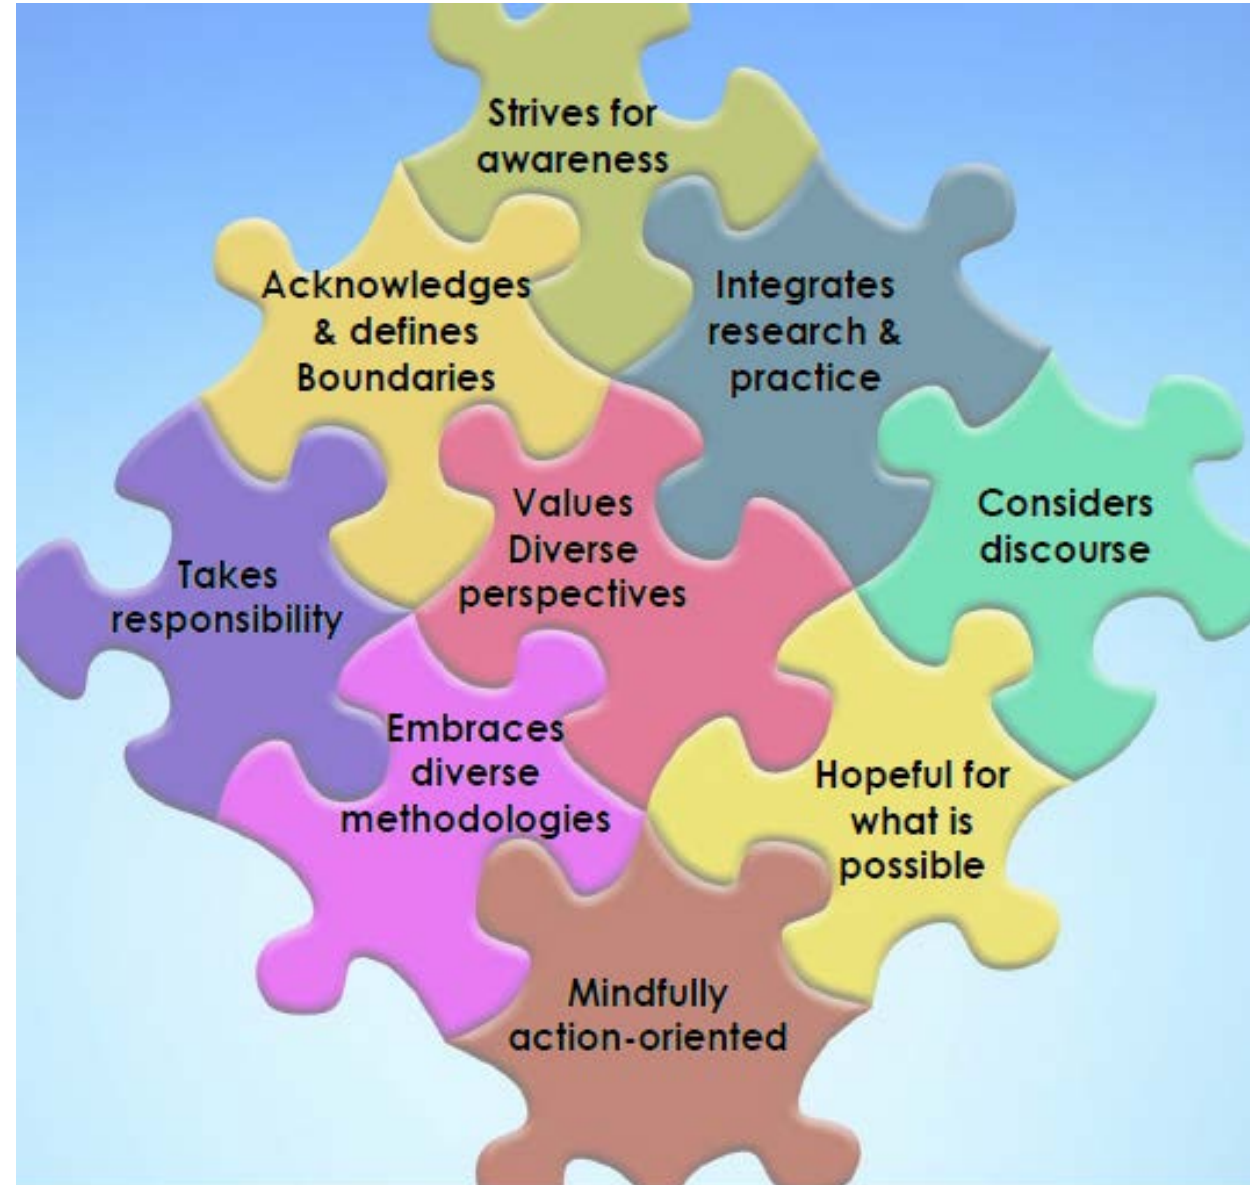 Strives for
awareness
Acknowledges
& defines
Boundaries
Integrates
research &
practice
Takes
responsibility
Values
Diverse
perspectives
Considers
discourse
Embraces
diverse
methodologies
Hopeful for
what is
possible
Mindfully
action-oriented